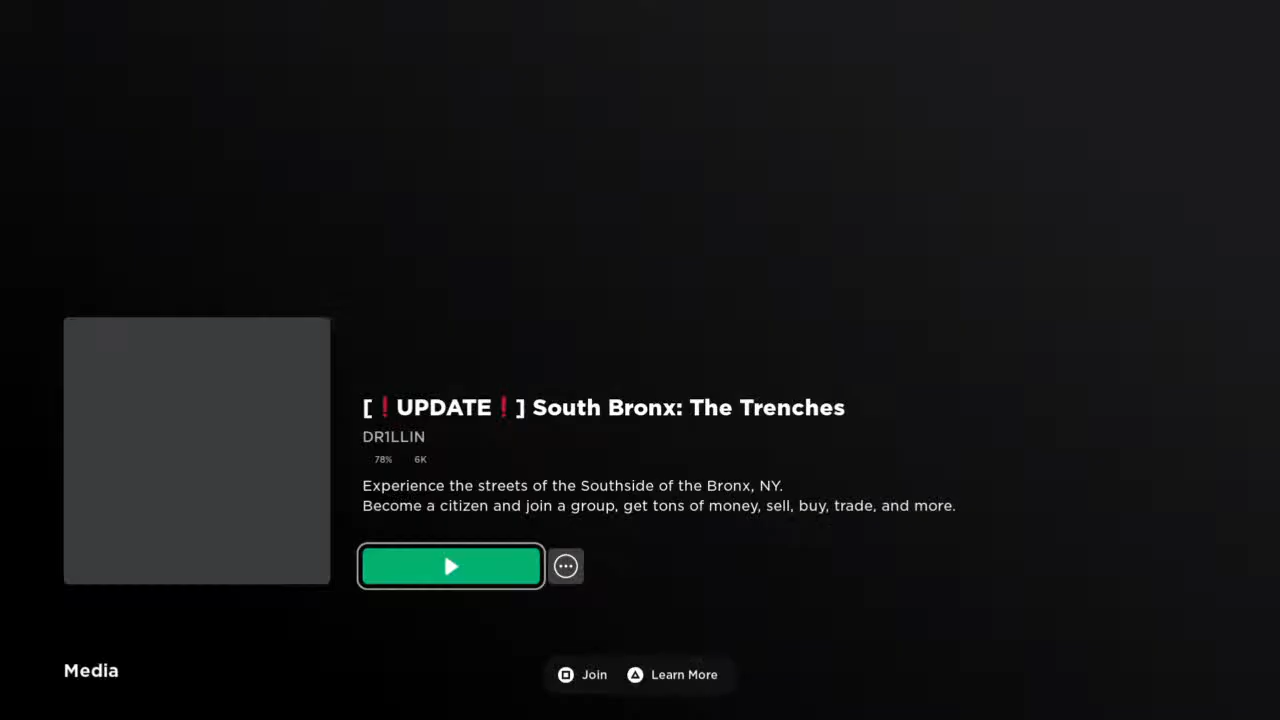 [❗UPDATE❗] South Bronx: The Trenches
DR1LLIN
78% 6K
Experience the streets of the Southside of the Bronx, NY.
Become a citizen and join a group, get tons of money, sell, buy, trade, and more.
Media
Join Learn More